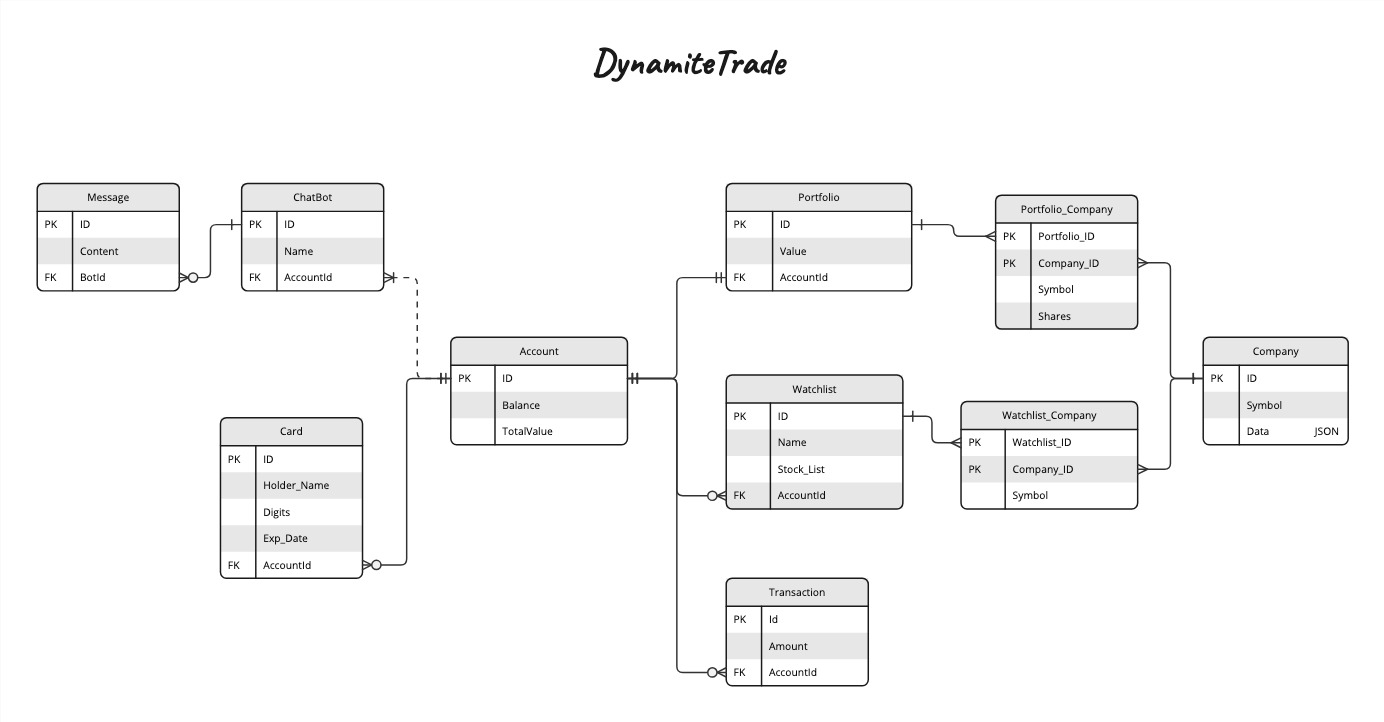 DynamiteTrade
Message
PK ID
Content
FK BotId
ChatBot
PK ID
Name
FK AccountId
Account
PK ID
Balance
TotalValue
Card
PK ID
Holder_Name
Digits
Exp_Date
FK AccountId
Portfolio
PK ID
Value
FK AccountId
Portfolio_Company
PK Portfolio_ID
PK Company_ID
Symbol
Shares
Watchlist
PK ID
Name
Stock_List
FK AccountId
Watchlist_Company
PK Watchlist_ID
PK Company_ID
Symbol
Company
PK ID
Symbol
Data JSON
Transaction
PK Id
Amount
FK AccountId